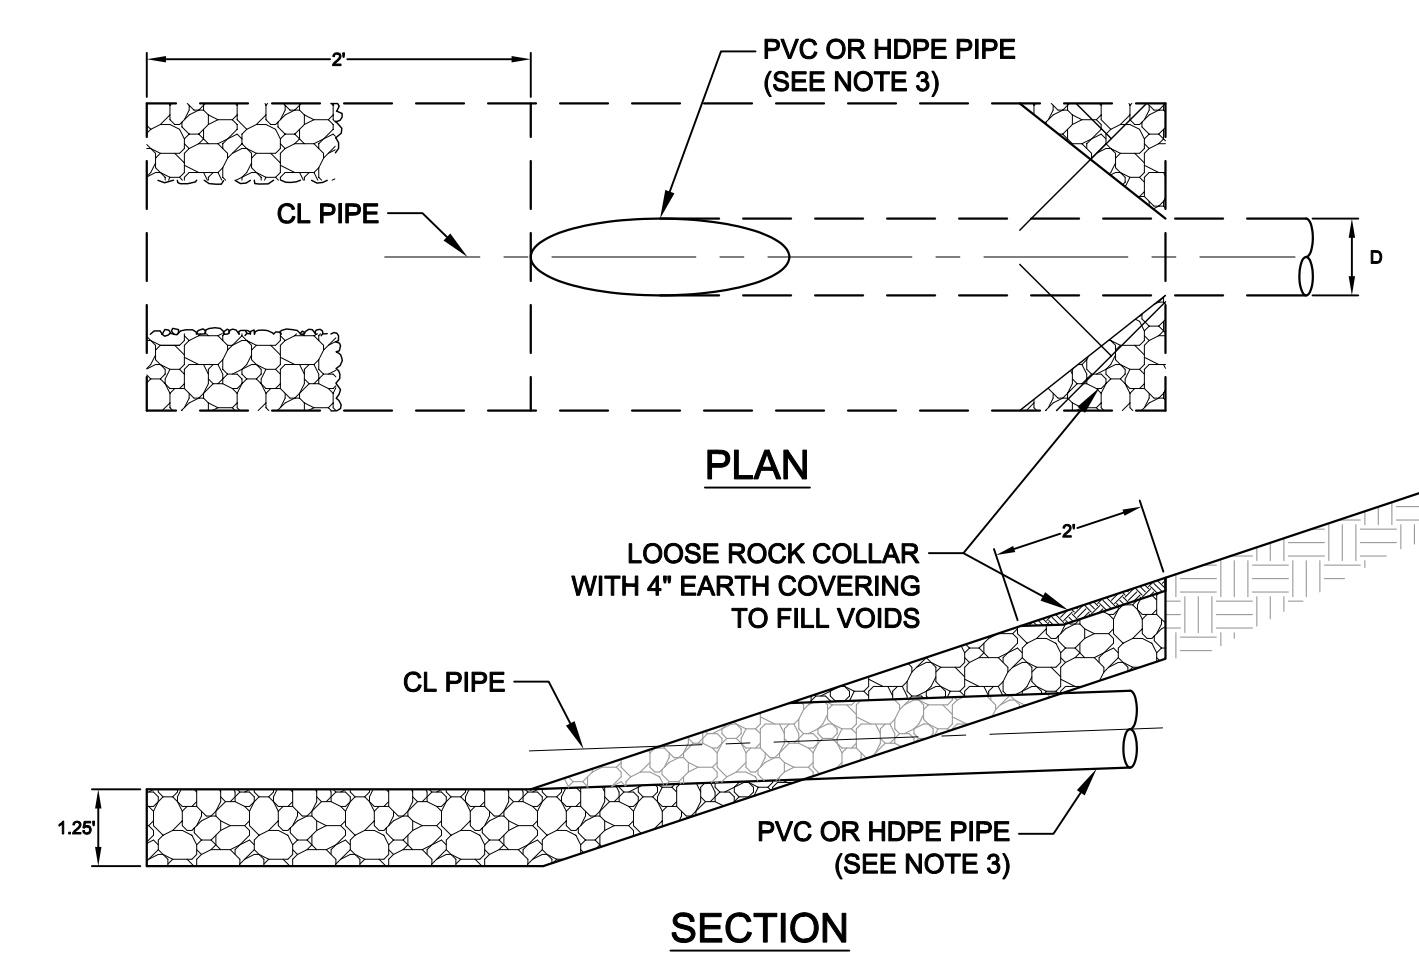 2'
PVC OR HDPE PIPE
(SEE NOTE 3)
CL PIPE
D
PLAN
2'
LOOSE ROCK COLLAR
WITH 4" EARTH COVERING
TO FILL VOIDS
CL PIPE
1.25'
PVC OR HDPE PIPE
(SEE NOTE 3)
SECTION